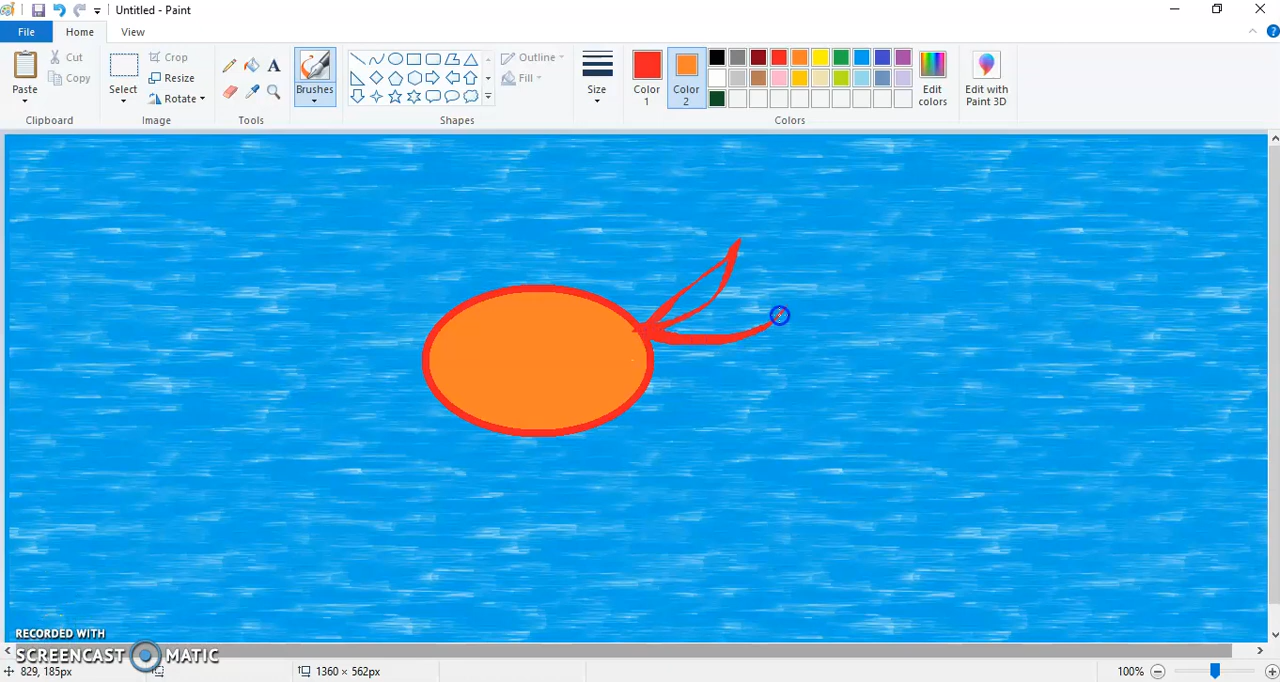 Untitled - Paint
File Home View
Paste
Cut
Copy
Clipboard
Select
Crop
Resize
Rotate
Image
Tools
Brushes
Shapes
Outline
Fill
Size
Color 1
Color 2
Colors
Edit colors
Edit with Paint 3D
RECORDED WITH
SCREENCAST MATIC
829, 185px
1360 × 562px
100%